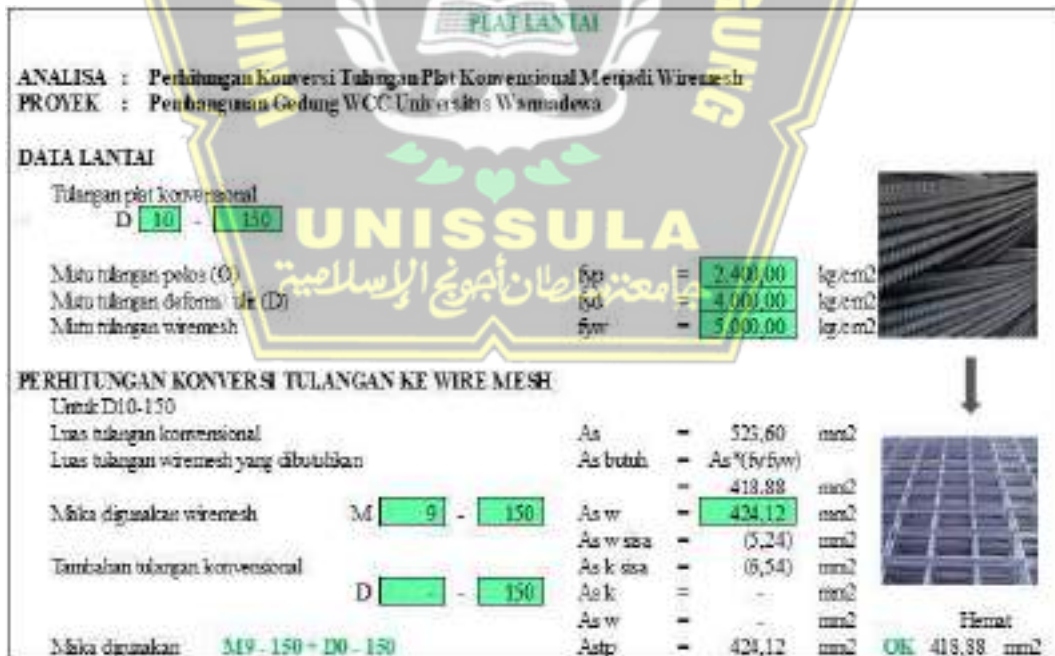 PLAT LANTAI
ANALISA : Perhitungan Konversi Tulangan Plat Konvensional Menjadi Wiremesh
PROYEK : Pembangunan Gedung WCC Universitas Warmadewa
DATA LANTAI
Tulangan plat konvensional
D 10 - 150
UNISSULA
جامعتنسلطان أجونج الإسلامية
Mutu tulangan polos (O) fyp = 2.400,00 kg/cm2
Mutu tulangan deform/ ulir (D) fyd = 4.000,00 kg/cm2
Mutu tulangan wiremesh fyw = 5.000,00 kg/cm2
PERHITUNGAN KONVERSI TULANGAN KE WIRE MESH
Untuk D10-150
Luas tulangan konvensional As = 523,60 mm2
Luas tulangan wiremesh yang dibutuhkan As butuh = As*(fy/fyw)
= 418,88 mm2
Maka digunakan wiremesh M 9 - 150 As w = 424,12 mm2
As w sisa = (5,24) mm2
Tambahan tulangan konvensional As k sisa = (6,54) mm2
D - - 150 As k = - mm2
As w = - mm2 Hemat
Maka digunakan M9 - 150 + D0 - 150 Astp = 424,12 mm2 OK 418,88 mm2